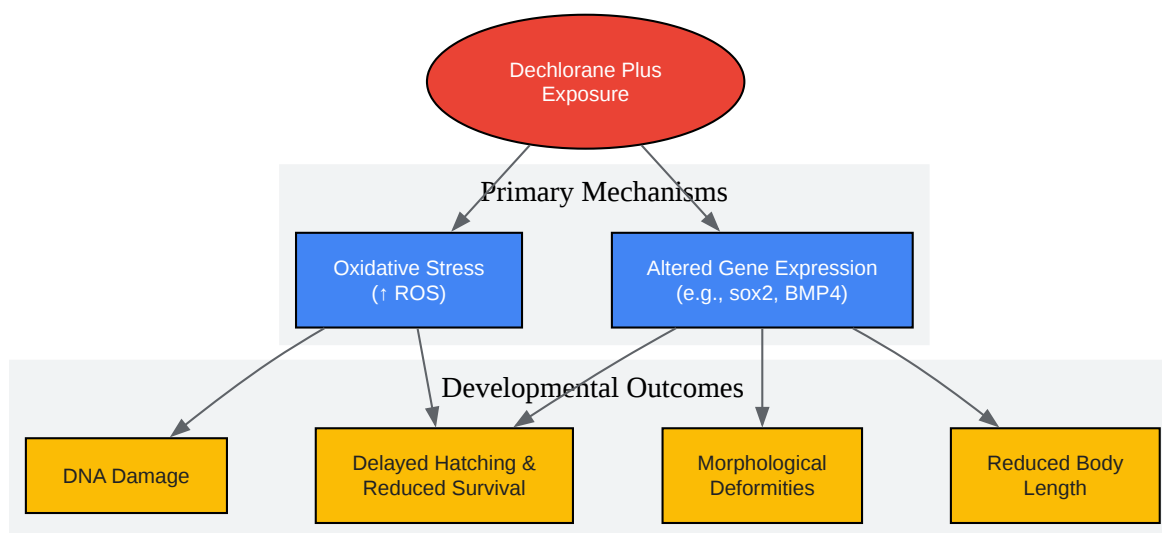 Dechlorane Plus
Exposure
Primary Mechanisms
Oxidative Stress
(↑ ROS)
Altered Gene Expression
(e.g., sox2, BMP4)
Developmental Outcomes
DNA Damage
Delayed Hatching &
Reduced Survival
Morphological
Deformities
Reduced Body
Length